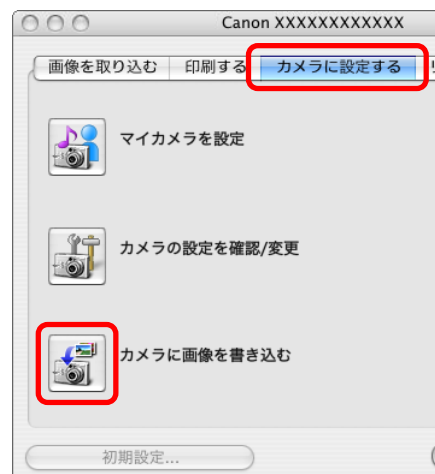 Canon XXXXXXXXXXXX
画像を取り込む 印刷する カメラに設定する
マイカメラを設定
カメラの設定を確認/変更
カメラに画像を書き込む
初期設定...